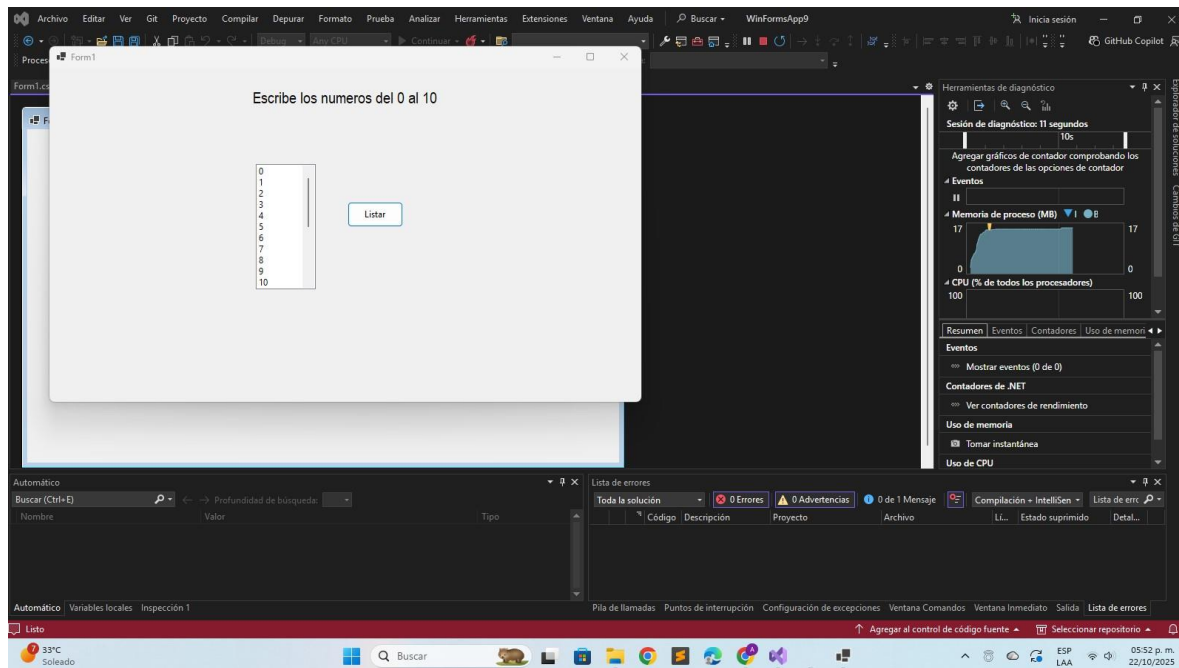 Archivo Editar Ver Git Proyecto Compilar Depurar Formato Prueba Analizar Herramientas Extensiones Ventana Ayuda Buscar WinFormsApp9 Inicia sesión
Debug Any CPU Continuar GitHub Copilot
Proces
Form1
Form1.cs
Escribe los numeros del 0 al 10
0
1
2
3
4
5
6
7
8
9
10
Listar
Herramientas de diagnóstico
Sesión de diagnóstico: 11 segundos
10s
Agregar gráficos de contador comprobando los
contadores de las opciones de contador
Eventos
Memoria de proceso (MB)
17 17
0 0
CPU (% de todos los procesadores)
100 100
Resumen Eventos Contadores Uso de memori
Eventos
Mostrar eventos (0 de 0)
Contadores de .NET
Ver contadores de rendimiento
Uso de memoria
Tomar instantánea
Uso de CPU
Explorador de soluciones
Cambios de GIT
Automático
Buscar (Ctrl+E) Profundidad de búsqueda:
Nombre Valor Tipo
Automático Variables locales Inspección 1
Lista de errores
Toda la solución 0 Errores 0 Advertencias 0 de 1 Mensaje Compilación + IntelliSen Lista de errc
Código Descripción Proyecto Archivo Lí... Estado suprimido Detal...
Pila de llamadas Puntos de interrupción Configuración de excepciones Ventana Comandos Ventana Inmediato Salida Lista de errores
Listo Agregar al control de código fuente Seleccionar repositorio
33°C
Soleado
Buscar
ESP
LAA
05:52 p. m.
22/10/2025